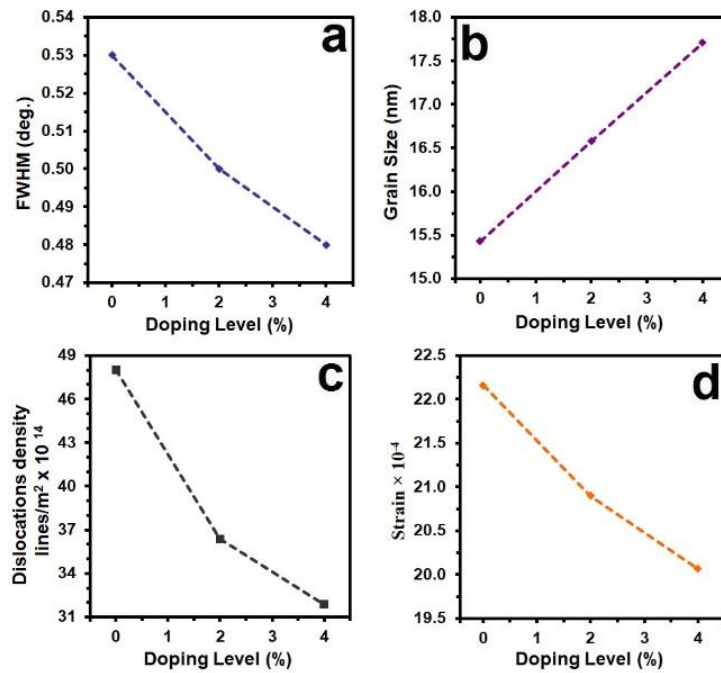 a
FWHM (deg.)
0.54
0.53
0.52
0.51
0.50
0.49
0.48
0.47
0 1 2 3 4
Doping Level (%)
b
Grain Size (nm)
18.0
17.5
17.0
16.5
16.0
15.5
15.0
0 1 2 3 4
Doping Level (%)
c
Dislocations density
lines/m² x 10 ¹⁴
49
46
43
40
37
34
31
0 1 2 3 4
Doping Level (%)
d
Strain × 10⁻⁴
22.5
22.0
21.5
21.0
20.5
20.0
19.5
0 1 2 3 4
Doping Level (%)